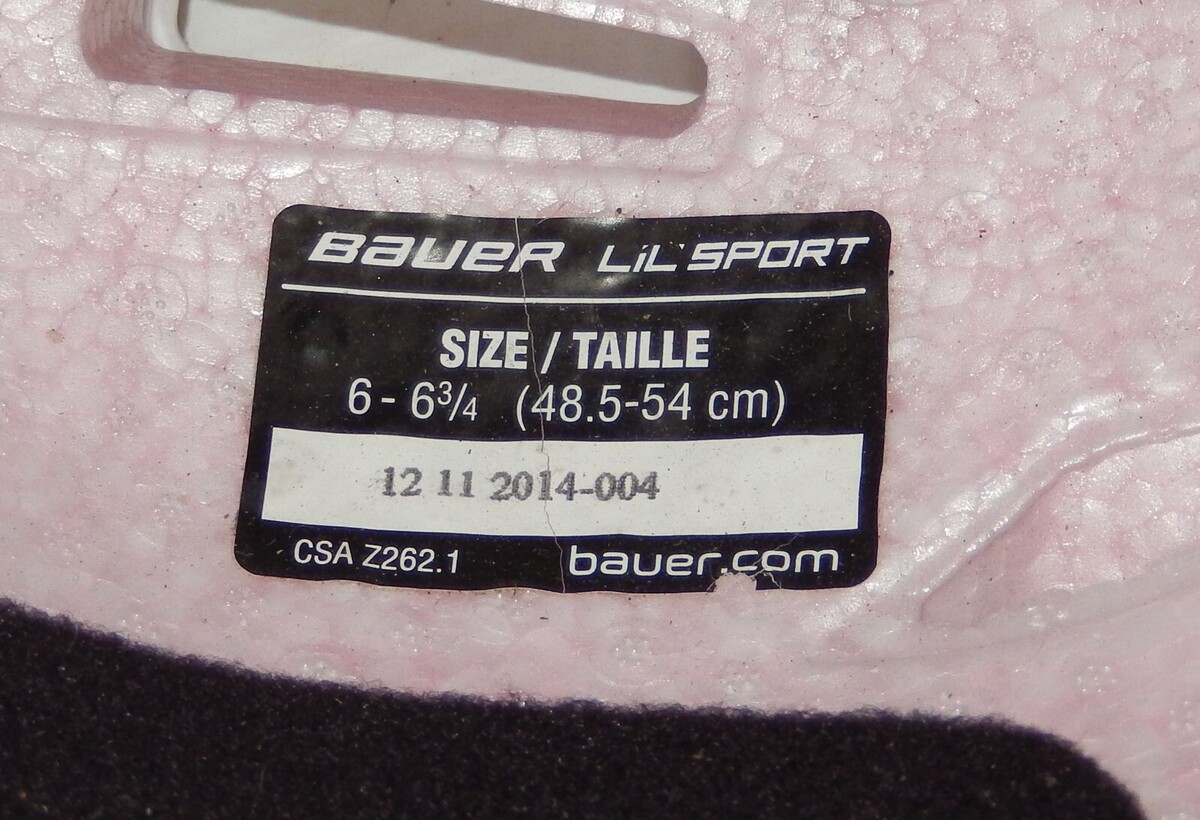 BAUER LIL' SPORT
SIZE / TAILLE
6 - 6¾ (48.5-54 cm)
12 11 2014-004
CSA Z262.1 bauer.com